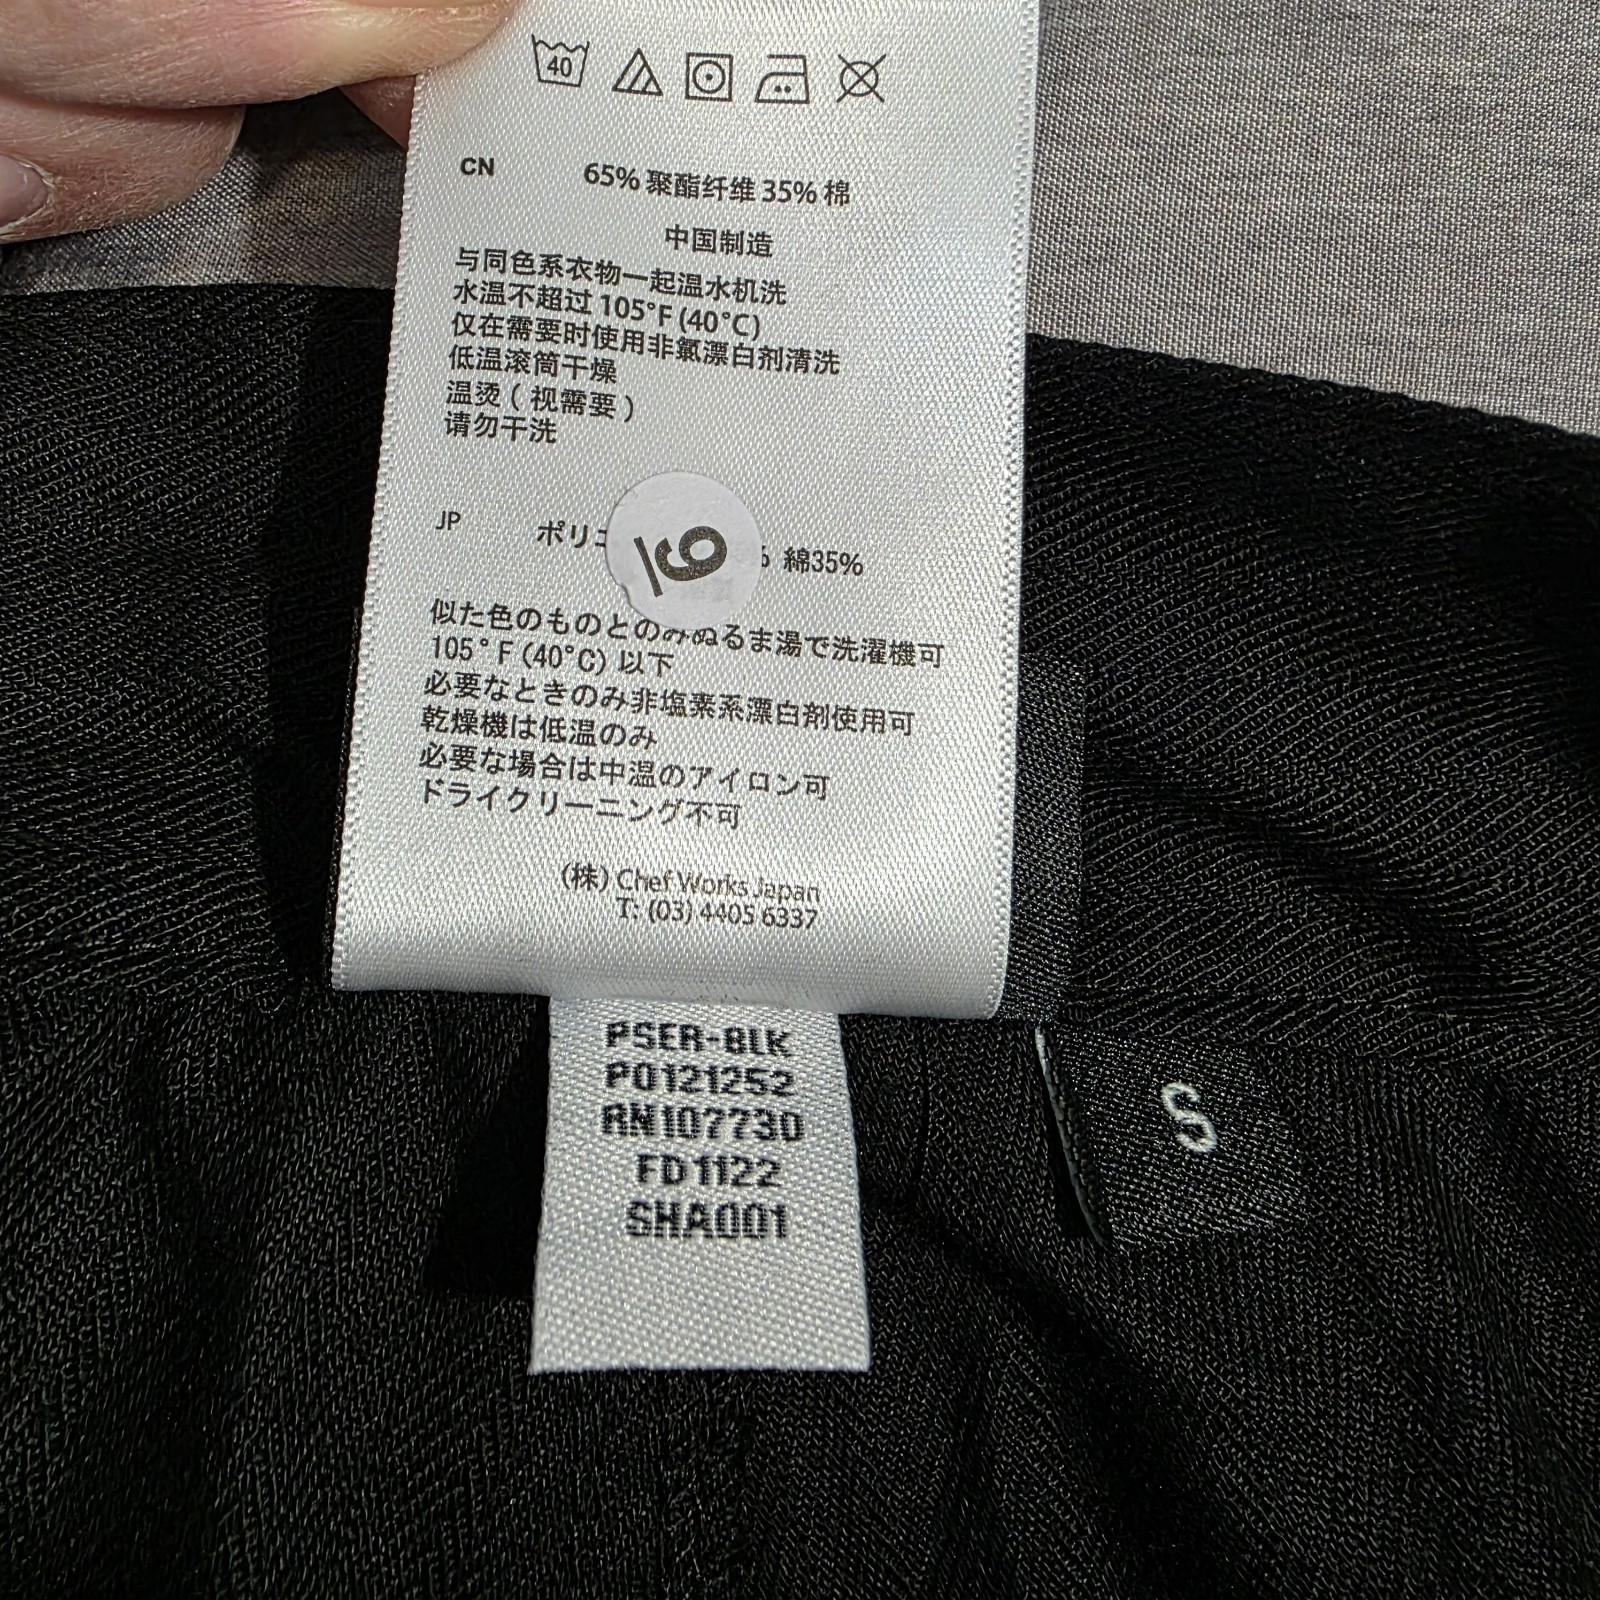 40
CN 65% 聚酯纤维 35% 棉
中国制造
与同色系衣物一起温水机洗
水温不超过 105°F (40°C)
仅在需要时使用非氯漂白剂清洗
低温滚筒干燥
温烫 ( 视需要 )
请勿干洗
JP ポリエ % 綿35%
9
似た色のものとのみぬるま湯で洗濯機可
105°F (40°C) 以下
必要なときのみ非塩素系漂白剤使用可
乾燥機は低温のみ
必要な場合は中温のアイロン可
ドライクリーニング不可
(株) Chef Works Japan
T: (03) 4405 6337
PSER-BLK
PO121252
RN107730
FD1122
SHA001
S